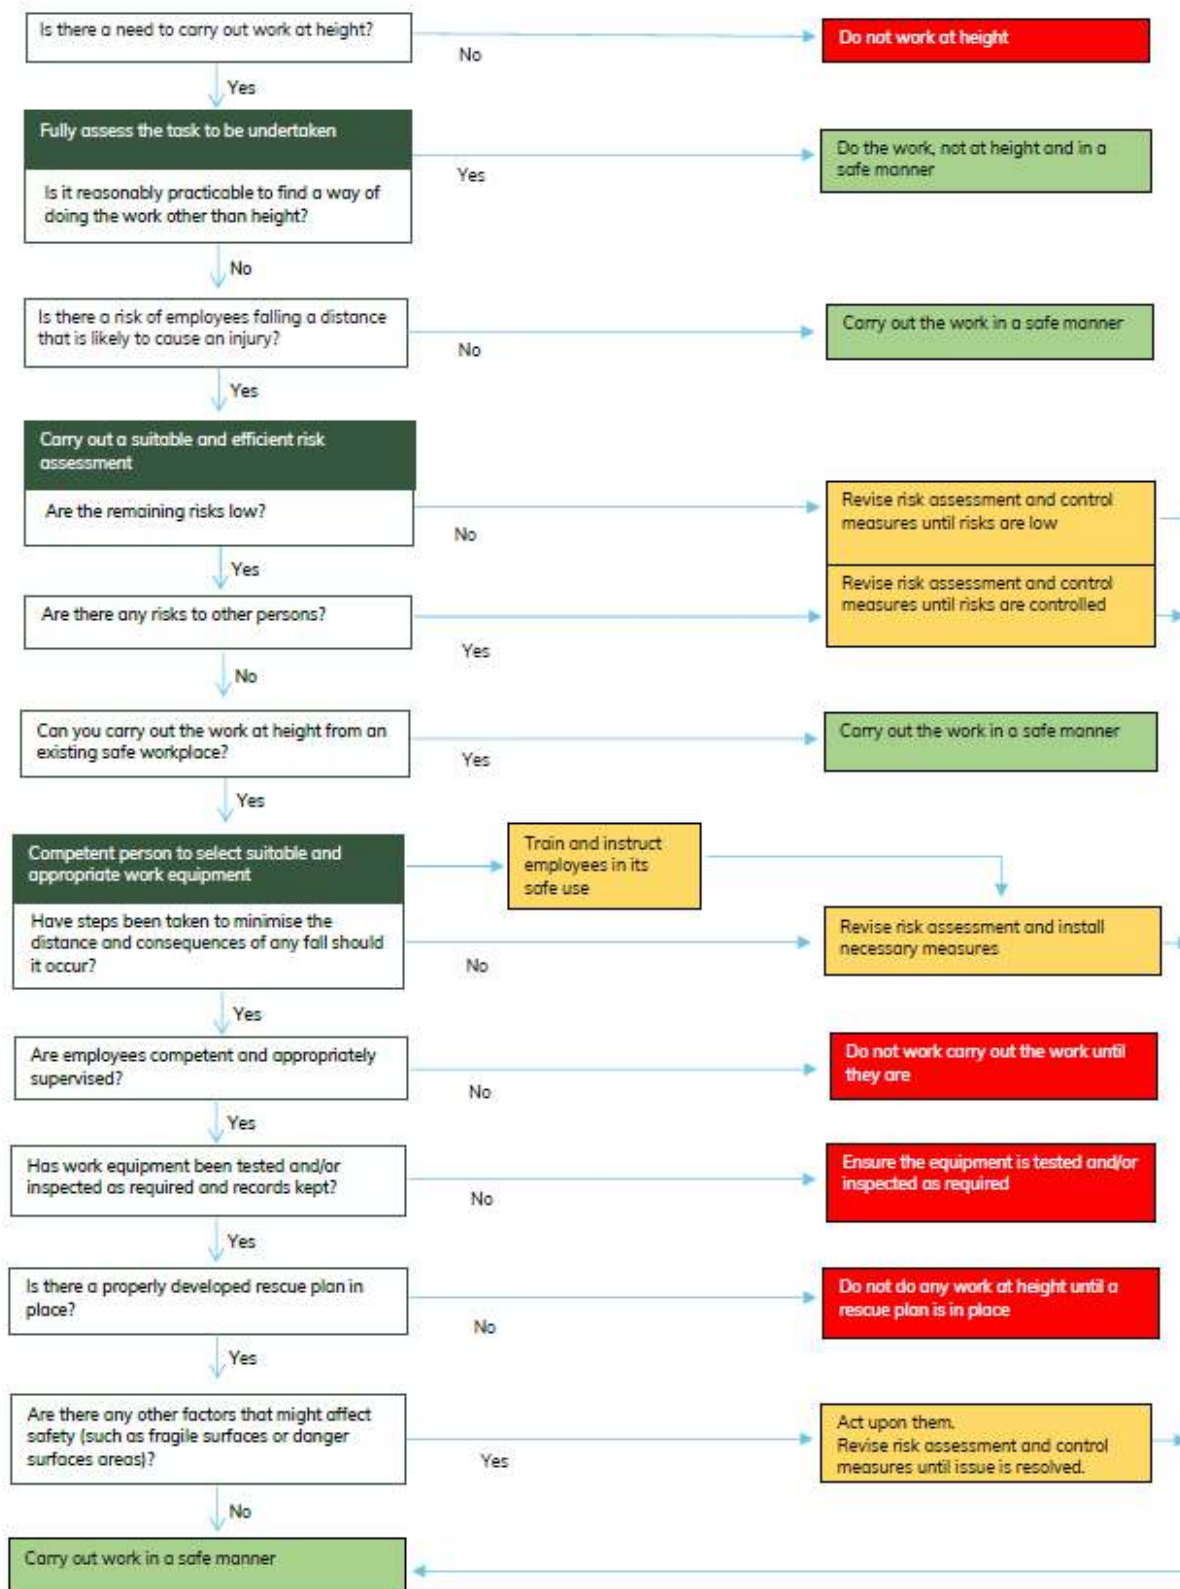 Is there a need to carry out work at height?
No
Do not work at height
Yes
Fully assess the task to be undertaken
Is it reasonably practicable to find a way of
doing the work other than height?
Yes
Do the work, not at height and in a
safe manner
No
Is there a risk of employees falling a distance
that is likely to cause an injury?
No
Carry out the work in a safe manner
Yes
Carry out a suitable and efficient risk
assessment
Are the remaining risks low?
No
Revise risk assessment and control
measures until risks are low
Yes
Are there any risks to other persons?
Yes
Revise risk assessment and control
measures until risks are controlled
No
Can you carry out the work at height from an
existing safe workplace?
Yes
Carry out the work in a safe manner
Yes
Competent person to select suitable and
appropriate work equipment
Train and instruct
employees in its
safe use
Have steps been taken to minimise the
distance and consequences of any fall should
it occur?
No
Revise risk assessment and install
necessary measures
Yes
Are employees competent and appropriately
supervised?
No
Do not work carry out the work until
they are
Yes
Has work equipment been tested and/or
inspected as required and records kept?
No
Ensure the equipment is tested and/or
inspected as required
Yes
Is there a properly developed rescue plan in
place?
No
Do not do any work at height until a
rescue plan is in place
Yes
Are there any other factors that might affect
safety (such as fragile surfaces or danger
surfaces areas)?
Yes
Act upon them.
Revise risk assessment and control
measures until issue is resolved.
No
Carry out work in a safe manner